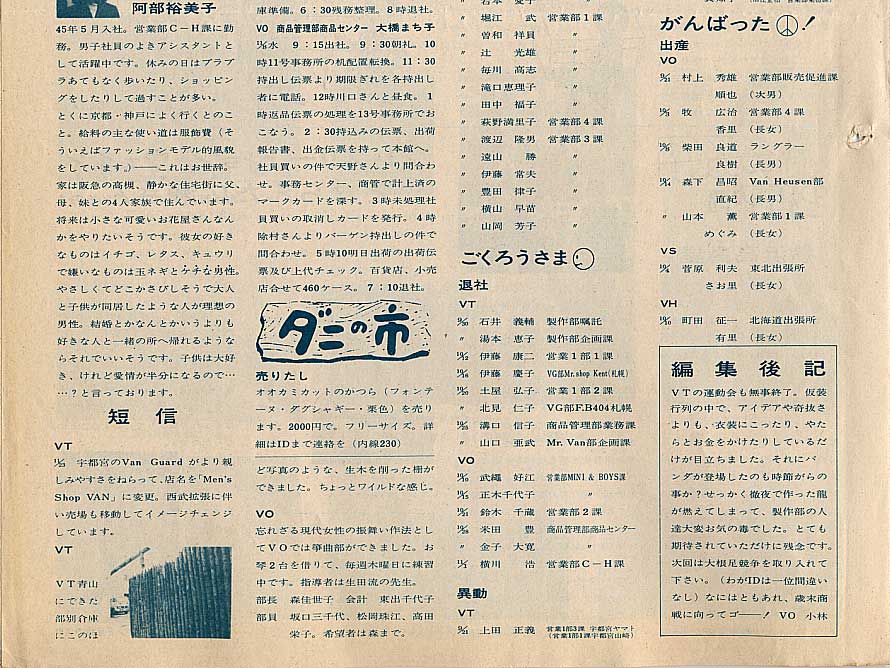 阿部裕美子
45年5月入社。営業部C－H課に勤
務。男子社員のよきアシスタントと
して活躍中です。休みの日はブラブ
ラあてもなく歩いたり、ショッピン
グをしたりして過すことが多い。
とくに京都・神戸によく行くとのこ
と。給料の主な使い道は服飾費（そ
ういえばファッションモデル的風貌
をしています。）――これはお世辞。
家は阪急の高槻、静かな住宅街に父、
母、妹との4人家族で住んでいます。
将来は小さな可愛いお花屋さんなん
かをやりたいそうです。彼女の好き
なものはイチゴ、レタス、キュウリ
で嫌いなものは玉ネギとケチな男性。
やさしくてどこかさびしそうで大人
と子供が同居したような人が理想の
男性。結婚とかなんとかいうよりも
好きな人と一緒の所へ帰れるような
らそれでいいそうです。子供は大好
き、けれど愛情が半分になるので…
…？と言っております。
短信
VT
宇都宮のVan Guard がより親
しみやすさをねらって、店名を「Men's
Shop VAN」に変更。西武拡張に伴
い売場も移動してイメージチェンジ
しています。
VT
VT青山
にできた
部別倉庫
にこのほ
庫準備。6：30残務整理。8時退社。
VO 商品管理部商品センター 大橋まち子
水 9：15出社。9：30朝礼。10
時11号事務所の机配置転換。11：30
持出し伝票より期限ぎれを各持出し
者に電話。12時川口さんと昼食。1
時返品伝票の処理を13号事務所でお
こなう。2：30持込みの伝票、出荷
報告書、出金伝票を持って本館へ。
社員買いの件で天野さんより問合わ
せ。事務センター、商管で計上済の
マークカードを深す。3時未処理社
員買いの取消しカードを発行。4時
除村さんよりバーゲン持出しの件で
問合わせ。5時10明日出荷の出荷伝
票及び上代チェック。百貨店、小売
店合せて460ケース。7：10退社。
ダニの市
売りたし
オオカミカットのかつら（フォンテ
ーヌ・ダグシャギー・栗色）を売り
ます。2000円で。フリーサイズ。詳
細はIDまで連絡を（内線230）
ど写真のような、生木を削った棚が
できました。ちょっとワイルドな感じ。
VO
忘れざる現代女性の振舞い作法とし
てVOでは箏曲部ができました。お
琴2台を借りて、毎週木曜日に練習
中です。指導者は生田流の先生。
部長 森佳世子 会計 東出千代子
部員 坂口三千代、松岡珠江、高田
栄子。希望者は森まで。
堀江 武 営業部1課
曽和 祥員 〃
辻 光雄 〃
毎川 高志 〃
滝口恵理子 〃
田中 福子 〃
萩野満里子 営業部4課
渡辺 隆男 営業部3課
遠山 勝 〃
伊藤 常夫 〃
豊田 律子 〃
横山 早苗 〃
山岡 芳子 〃
ごくろうさま
退社
VT
石井 義輔 製作部嘱託
〃 湯本 恵子 製作部企画課
伊藤 康二 営業1部1課
伊藤 慶子 VG部Mr.shop Kent(札幌)
土屋 弘子 営業1部2課
〃 北見 仁子 VG部F.B404札幌
溝口 信子 商品管理部業務課
〃 山口 亜武 Mr. Van部企画課
VO
武縄 好江 営業部MINI & BOYS課
正木千代子 〃
鈴木 千蔵 営業部2課
米田 豊 商品管理部商品センター
〃 金子 大寛 〃
横川 浩 営業部C－H課
異動
VT
上田 正義 営業1部3課 宇都宮ヤマト
(営業1部1課宇都宮山崎)
がんばった！
出産
VO
村上 秀雄 営業部販売促進課
順也（次男）
牧 広治 営業部4課
香里（長女）
柴田 良道 ラングラー
良樹（長男）
森下 昌昭 Van Heusen部
直紀（長男）
〃 山本 薫 営業部1課
めぐみ（長女）
VS
菅原 利夫 東北出張所
さお里（長女）
VH
町田 征一 北海道出張所
有里（長女）
編集後記
VTの運動会も無事終了。仮装
行列の中で、アイデアや奇抜さ
よりも、衣装にこったり、やた
らとお金をかけたりしているだ
けが目立ちました。それにパ
ンダが登場したのも時節がらの
事か？せっかく徹夜で作った龍
が燃えてしまって、製作部の人
達大変お気の毒でした。とても
期待されていただけに残念です。
次回は大根足競争を取り入れて
下さい。（わがIDは一位間違い
なし）なにはともあれ、歳末商
戦に向ってゴー―！ VO 小林